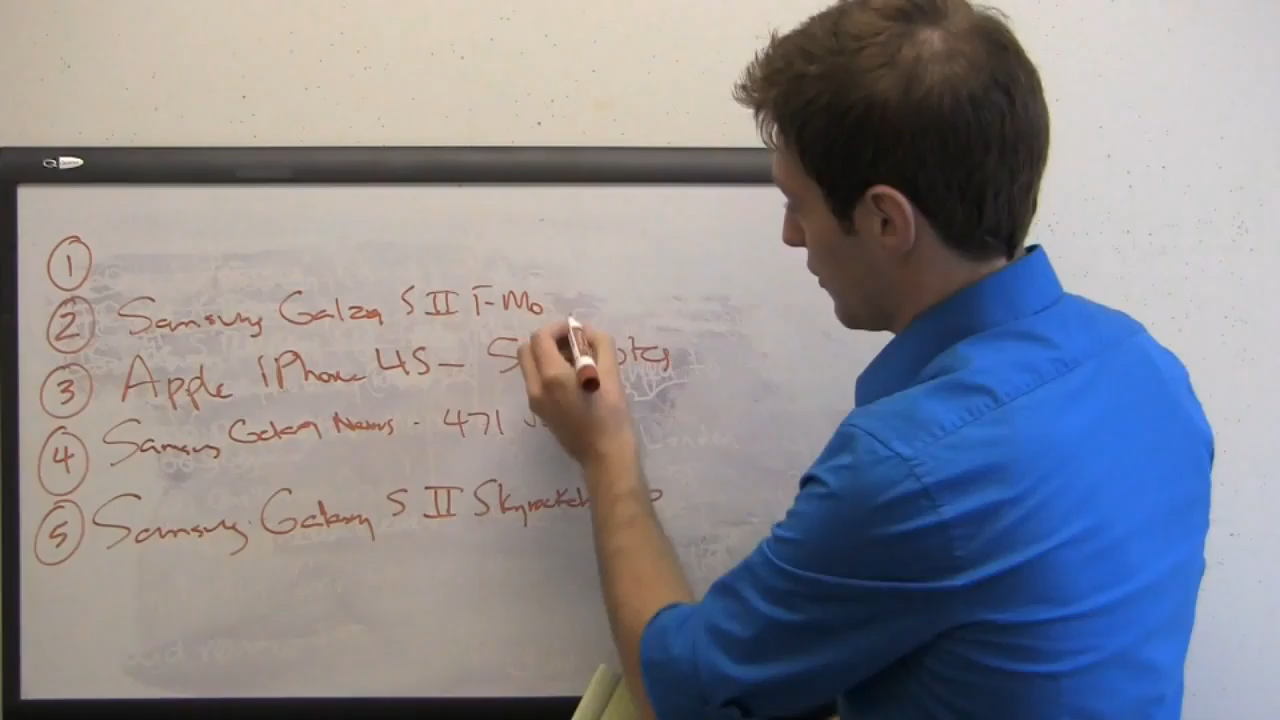 1
2 Samsung Galaxy S II T-Mo
3 Apple iPhone 4S -
4 Samsung Galaxy Nexus - 471
5 Samsung Galaxy S II Skyrocket